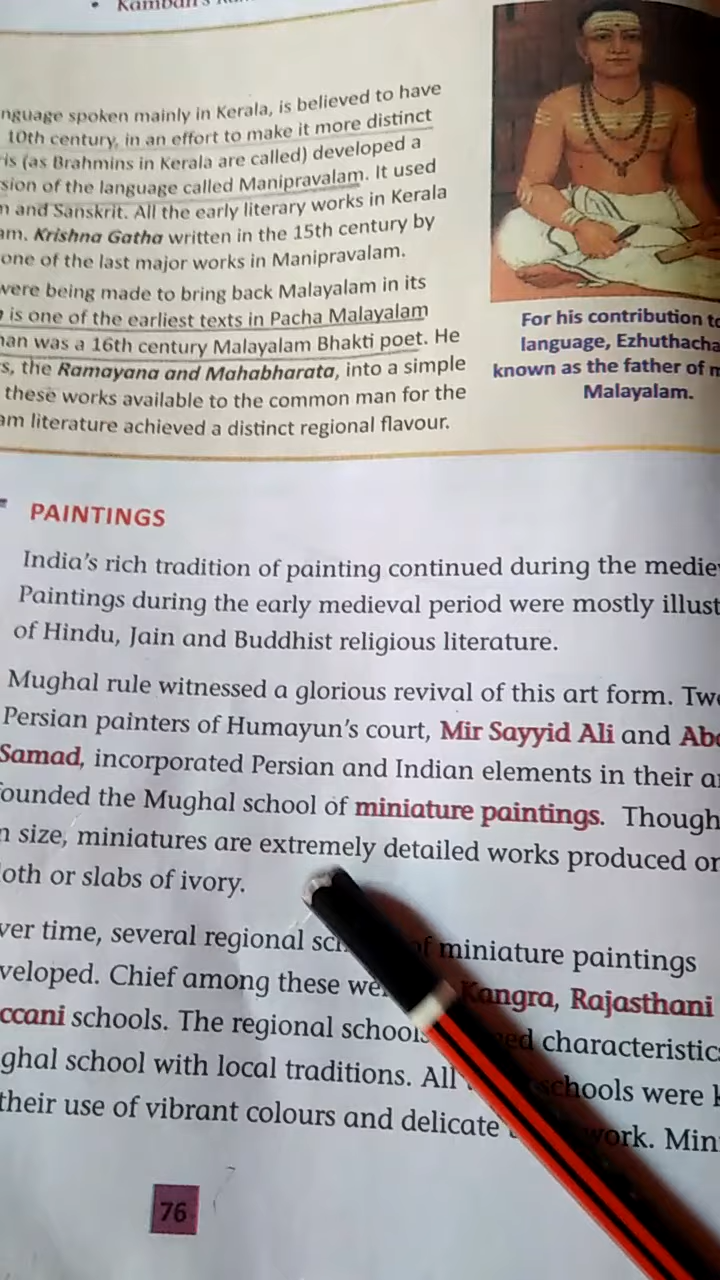 Kamban's
nguage spoken mainly in Kerala, is believed to have
10th century, in an effort to make it more distinct
is (as Brahmins in Kerala are called) developed a
sion of the language called Manipravalam. It used
n and Sanskrit. All the early literary works in Kerala
am. Krishna Gatha written in the 15th century by
one of the last major works in Manipravalam.
were being made to bring back Malayalam in its
is one of the earliest texts in Pacha Malayalam
han was a 16th century Malayalam Bhakti poet. He
s, the Ramayana and Mahabharata, into a simple
these works available to the common man for the
am literature achieved a distinct regional flavour.
For his contribution to
language, Ezhuthacha
known as the father of m
Malayalam.
PAINTINGS
India's rich tradition of painting continued during the medie
Paintings during the early medieval period were mostly illust
of Hindu, Jain and Buddhist religious literature.
Mughal rule witnessed a glorious revival of this art form. Two
Persian painters of Humayun's court, Mir Sayyid Ali and Abd
Samad, incorporated Persian and Indian elements in their a
ounded the Mughal school of miniature paintings. Though
n size, miniatures are extremely detailed works produced on
loth or slabs of ivory.
ver time, several regional sc of miniature paintings
veloped. Chief among these we Kangra, Rajasthani
ccani schools. The regional schools ed characteristic
ghal school with local traditions. All schools were k
their use of vibrant colours and delicate work. Min
76